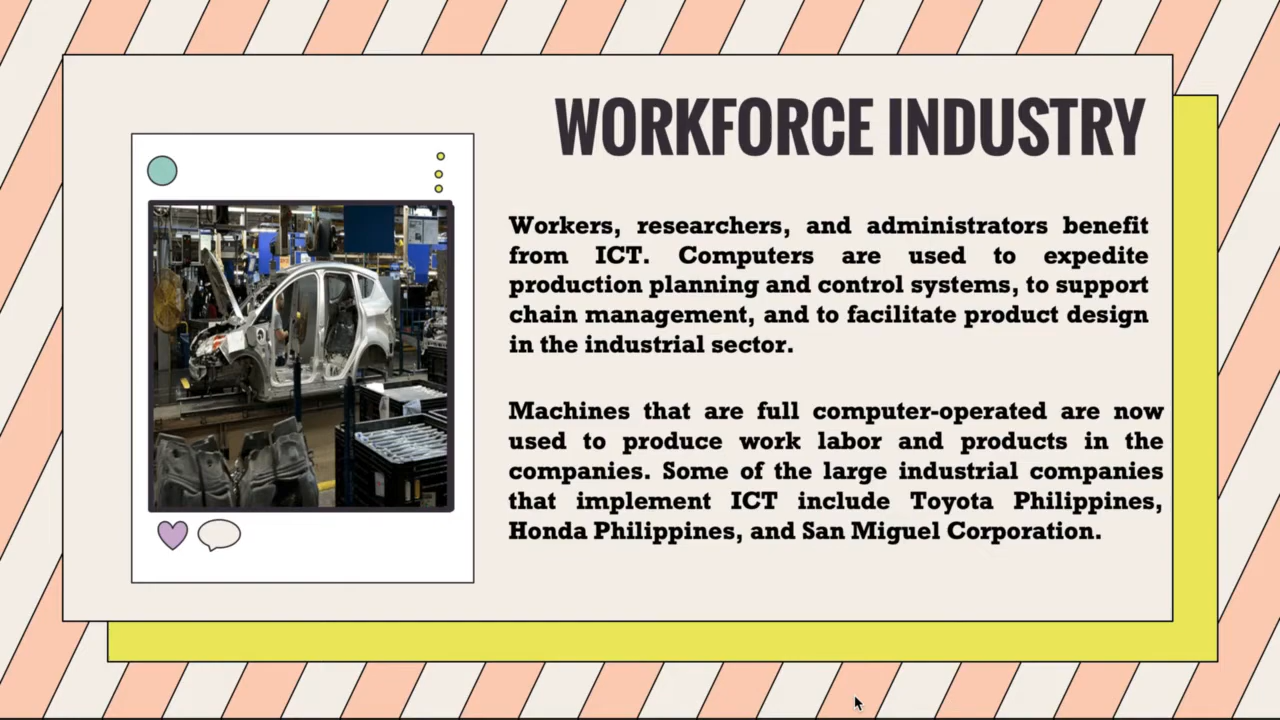 WORKFORCE INDUSTRY
Workers, researchers, and administrators benefit
from ICT. Computers are used to expedite
production planning and control systems, to support
chain management, and to facilitate product design
in the industrial sector.
Machines that are full computer-operated are now
used to produce work labor and products in the
companies. Some of the large industrial companies
that implement ICT include Toyota Philippines,
Honda Philippines, and San Miguel Corporation.